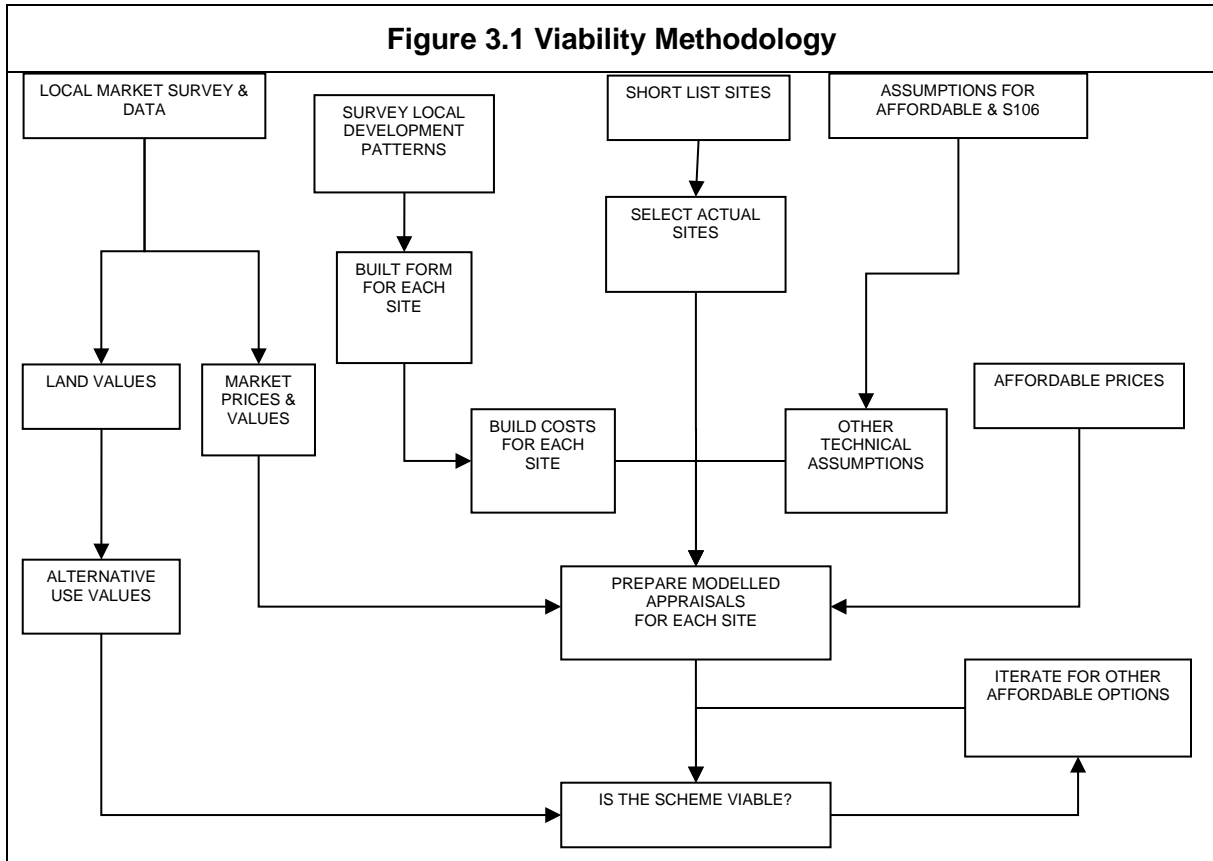 Figure 3.1 Viability Methodology
LOCAL MARKET SURVEY &
DATA
SURVEY LOCAL
DEVELOPMENT
PATTERNS
SHORT LIST SITES
ASSUMPTIONS FOR
AFFORDABLE & S106
SELECT ACTUAL
SITES
BUILT FORM
FOR EACH
SITE
LAND VALUES
MARKET
PRICES &
VALUES
AFFORDABLE PRICES
BUILD COSTS
FOR EACH
SITE
OTHER
TECHNICAL
ASSUMPTIONS
ALTERNATIVE
USE VALUES
PREPARE MODELLED
APPRAISALS
FOR EACH SITE
ITERATE FOR OTHER
AFFORDABLE OPTIONS
IS THE SCHEME VIABLE?